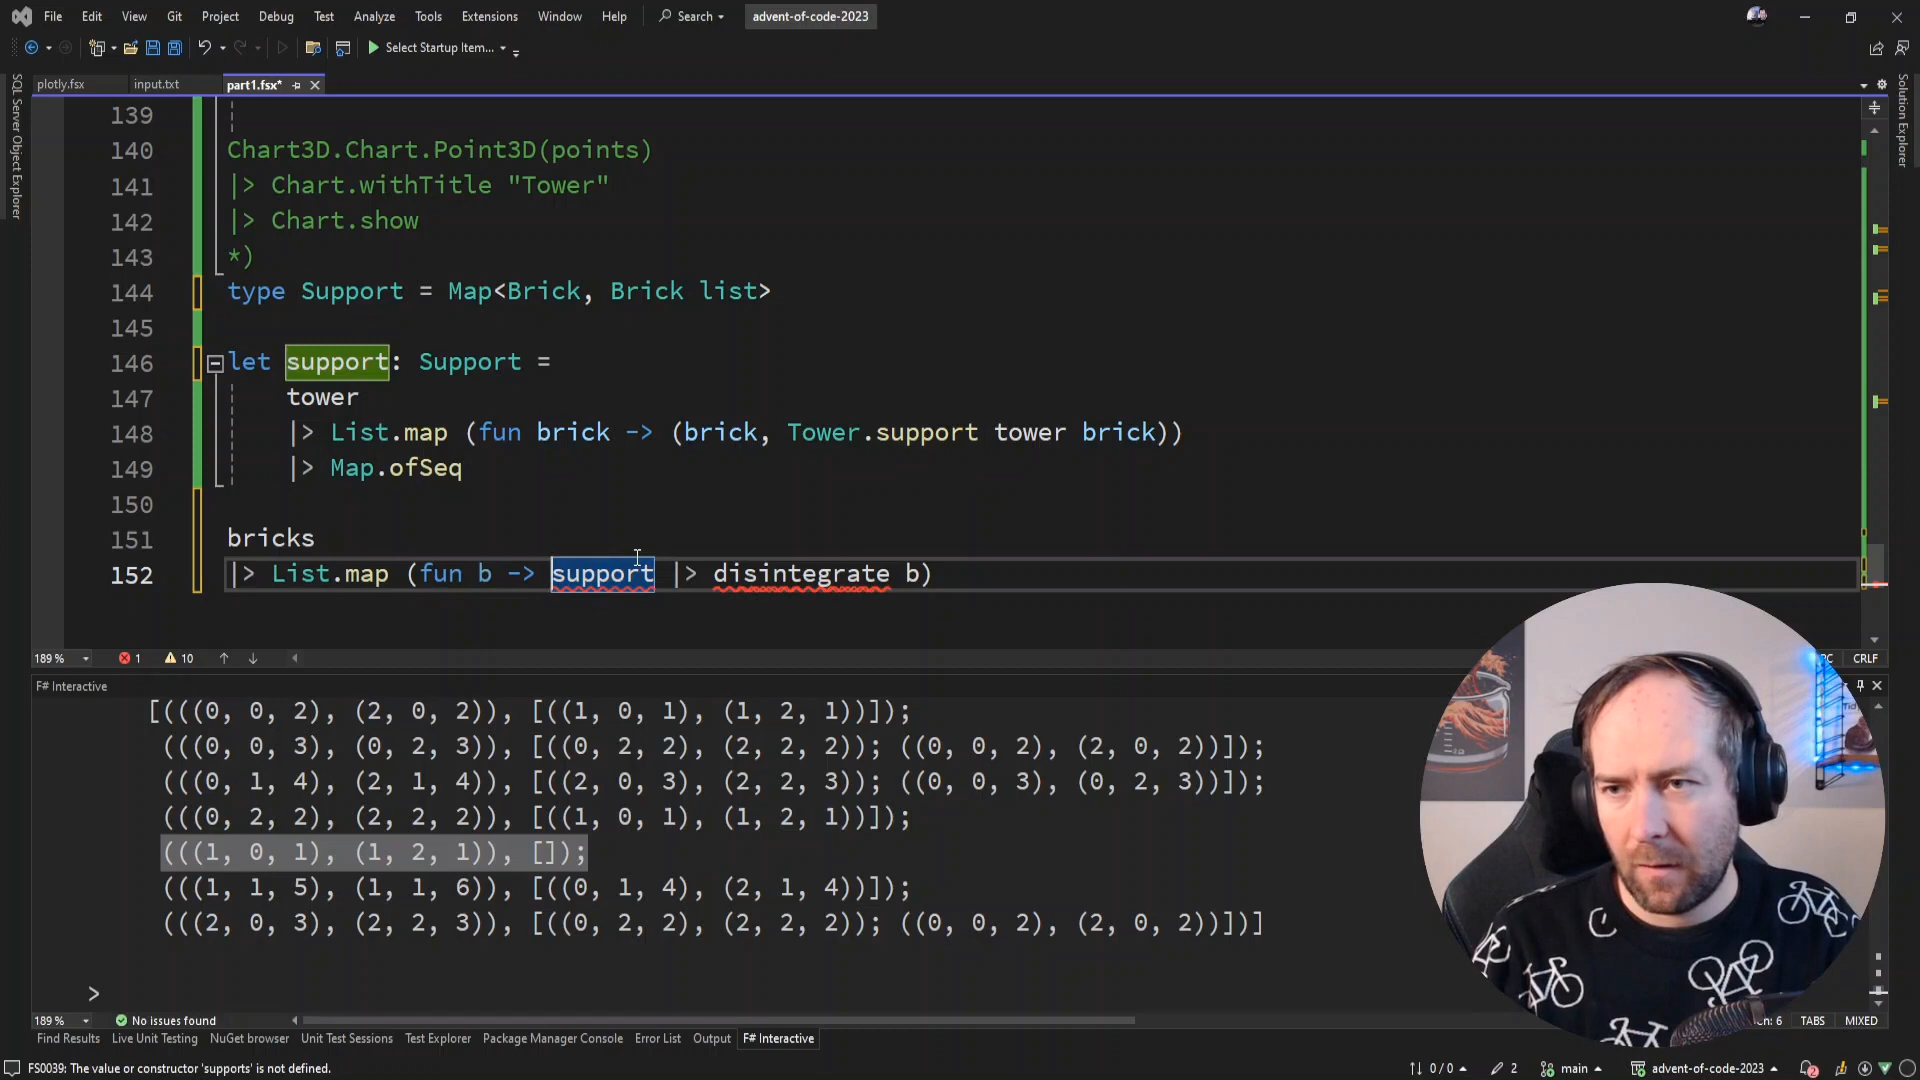 File Edit View Git Project Debug Test Analyze Tools Extensions Window Help Search advent-of-code-2023
Select Startup Item...
plotly.fsx input.txt part1.fsx*
SQL Server Object Explorer
Solution Explorer
139
140 Chart3D.Chart.Point3D(points)
141 |> Chart.withTitle "Tower"
142 |> Chart.show
143 *)
144 type Support = Map<Brick, Brick list>
145
146 let support: Support =
147 tower
148 |> List.map (fun brick -> (brick, Tower.support tower brick))
149 |> Map.ofSeq
150
151 bricks
152 |> List.map (fun b -> support |> disintegrate b)
189 % 1 10 CRLF
F# Interactive
[(((0, 0, 2), (2, 0, 2)), [((1, 0, 1), (1, 2, 1))]);
(((0, 0, 3), (0, 2, 3)), [((0, 2, 2), (2, 2, 2)); ((0, 0, 2), (2, 0, 2))]);
(((0, 1, 4), (2, 1, 4)), [((2, 0, 3), (2, 2, 3)); ((0, 0, 3), (0, 2, 3))]);
(((0, 2, 2), (2, 2, 2)), [((1, 0, 1), (1, 2, 1))]);
(((1, 0, 1), (1, 2, 1)), []);
(((1, 1, 5), (1, 1, 6)), [((0, 1, 4), (2, 1, 4))]);
(((2, 0, 3), (2, 2, 3)), [((0, 2, 2), (2, 2, 2)); ((0, 0, 2), (2, 0, 2))])]
>
189 % No issues found Ch: 6 TABS MIXED
Find Results Live Unit Testing NuGet browser Unit Test Sessions Test Explorer Package Manager Console Error List Output F# Interactive
FS0039: The value or constructor 'supports' is not defined. 0 / 0 2 main advent-of-code-2023 2